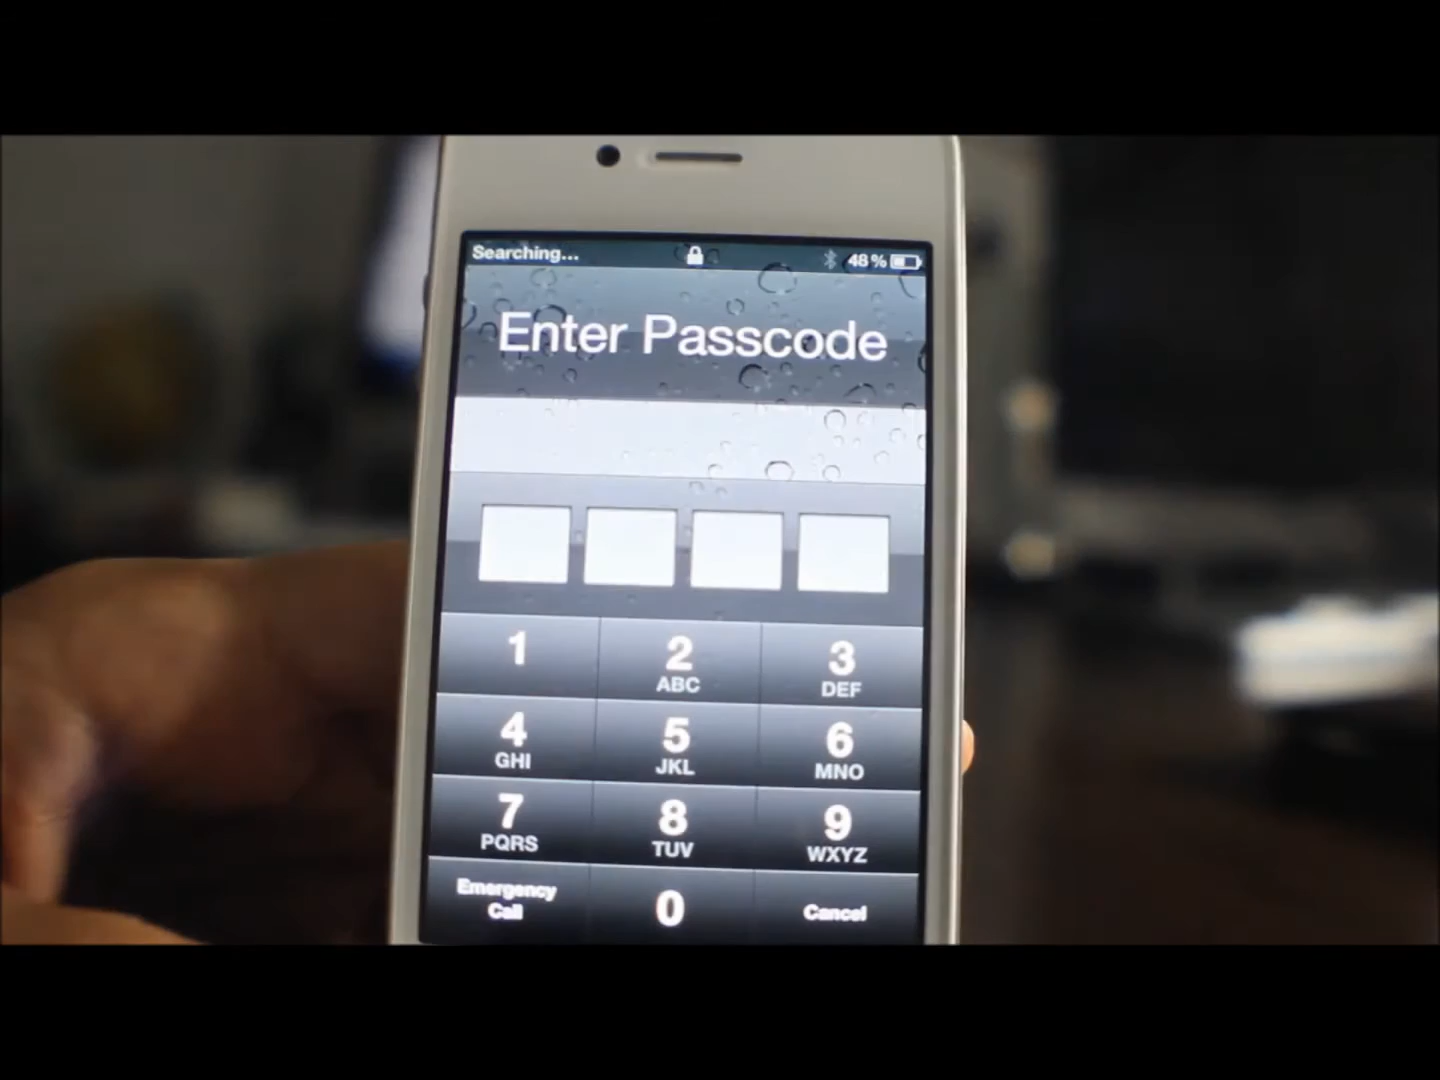 Searching... 48%
Enter Passcode
1 2 3
ABC DEF
4 5 6
GHI JKL MNO
7 8 9
PQRS TUV WXYZ
Emergency
Call 0 Cancel